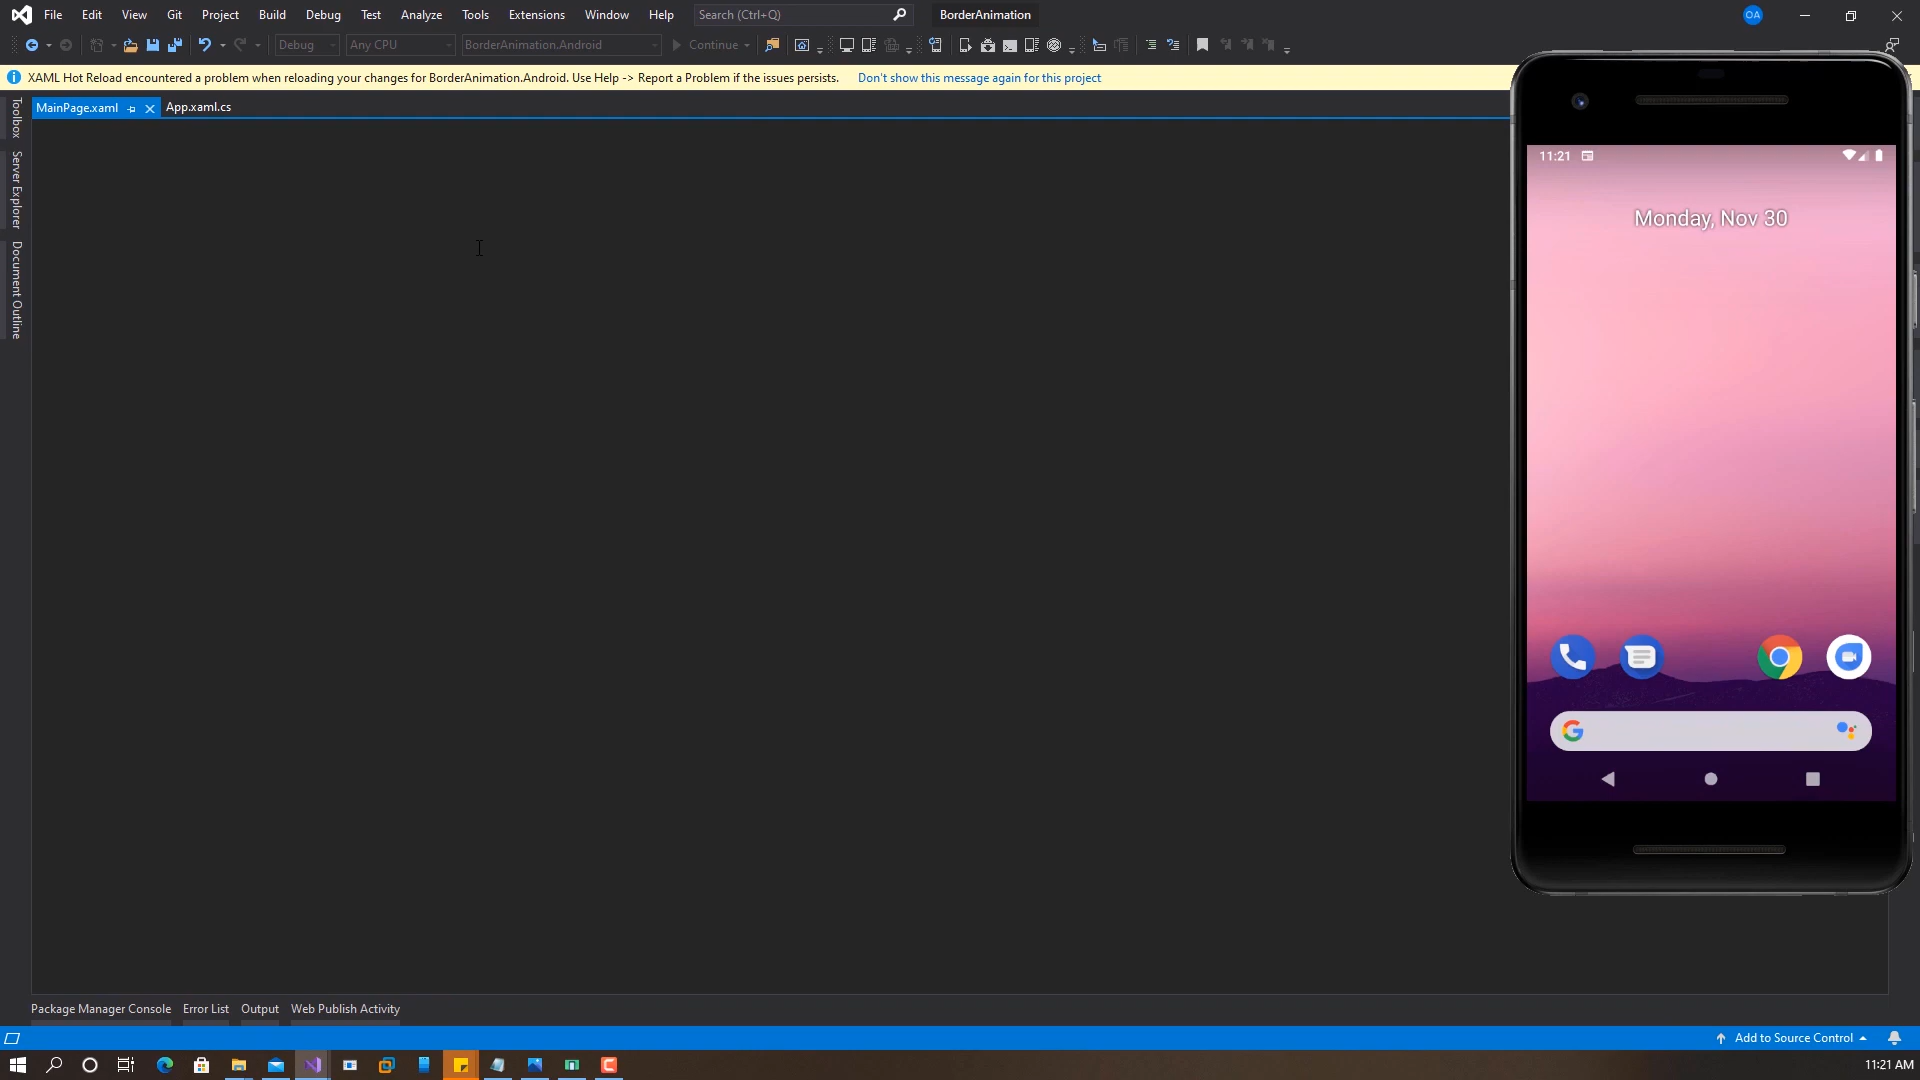 File Edit View Git Project Build Debug Test Analyze Tools Extensions Window Help Search (Ctrl+Q) BorderAnimation OA
Debug Any CPU BorderAnimation.Android Continue
XAML Hot Reload encountered a problem when reloading your changes for BorderAnimation.Android. Use Help -> Report a Problem if the issues persists. Don't show this message again for this project
MainPage.xaml App.xaml.cs
Toolbox
Server Explorer
Document Outline
11:21
Monday, Nov 30
Package Manager Console Error List Output Web Publish Activity
Add to Source Control
11:21 AM